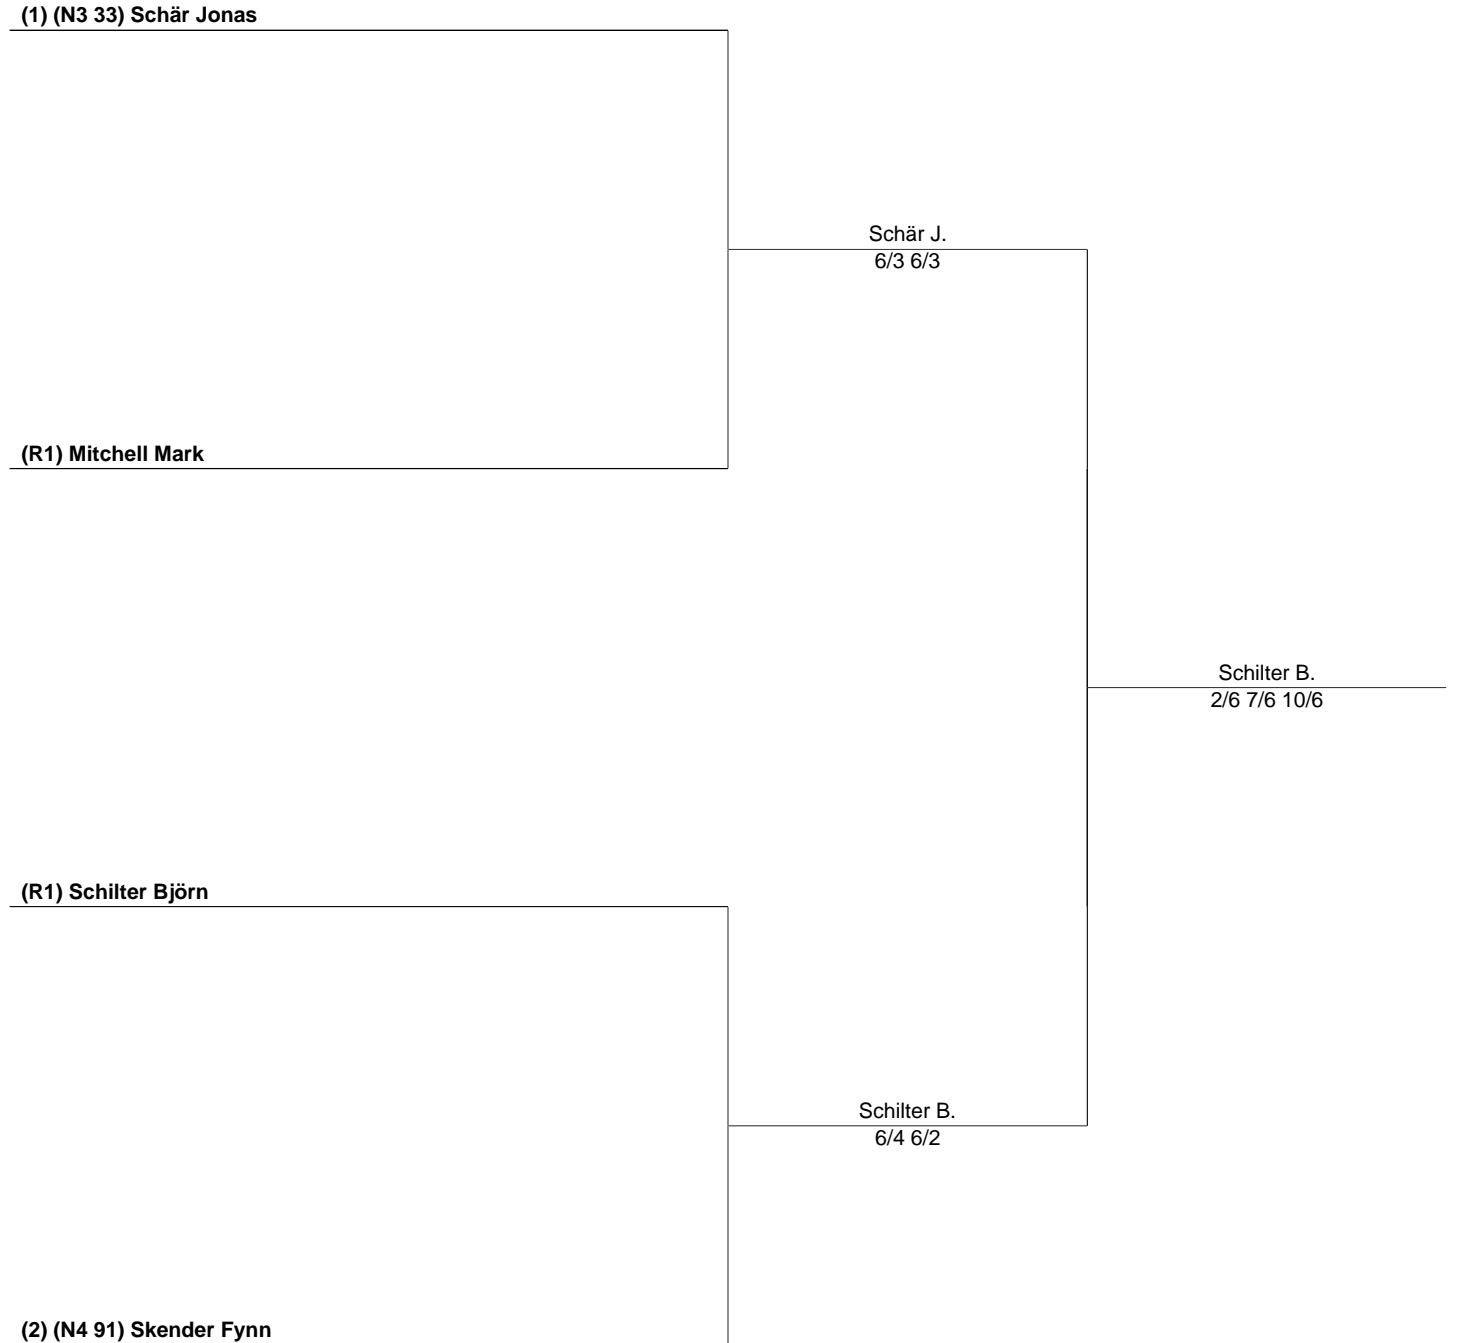 (1) (N3 33) Schär Jonas
Schär J.
6/3 6/3
(R1) Mitchell Mark
Schilter B.
2/6 7/6 10/6
(R1) Schilter Björn
Schilter B.
6/4 6/2
(2) (N4 91) Skender Fynn